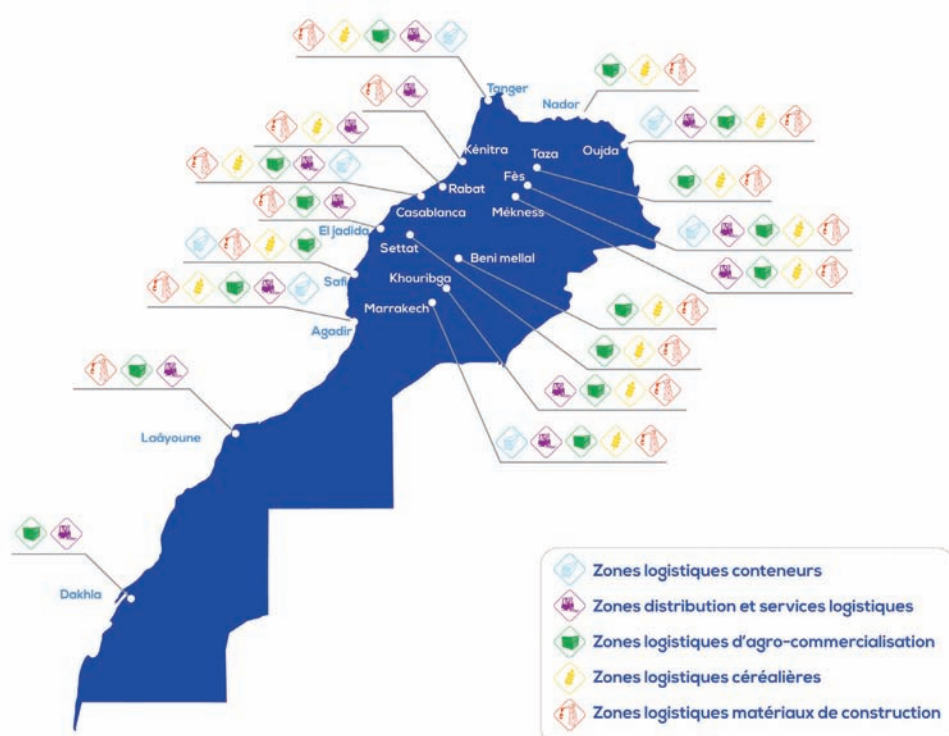 Tanger
Nador
Kénitra
Taza
Oujda
Fès
Rabat
Casablanca
Mékness
El jadida
Settat
Beni mellal
Safi
Khouribga
Marrakech
Agadir
Laâyoune
Dakhla
Zones logistiques conteneurs
Zones distribution et services logistiques
Zones logistiques d'agro-commercialisation
Zones logistiques céréalières
Zones logistiques matériaux de construction